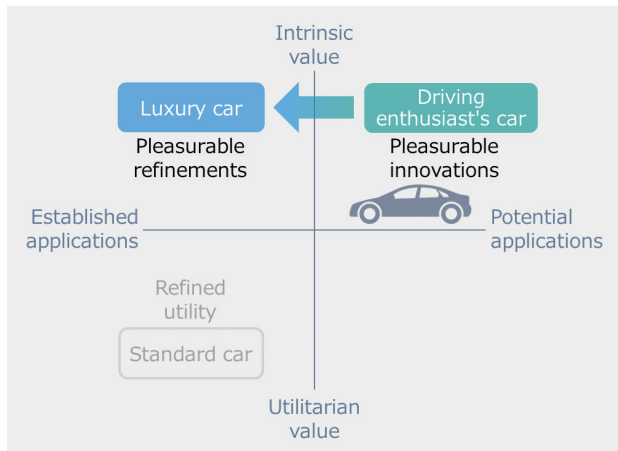 Intrinsic
value
Luxury car
Driving
enthusiast's car
Pleasurable
refinements
Pleasurable
innovations
Established
applications
Potential
applications
Refined
utility
Standard car
Utilitarian
value